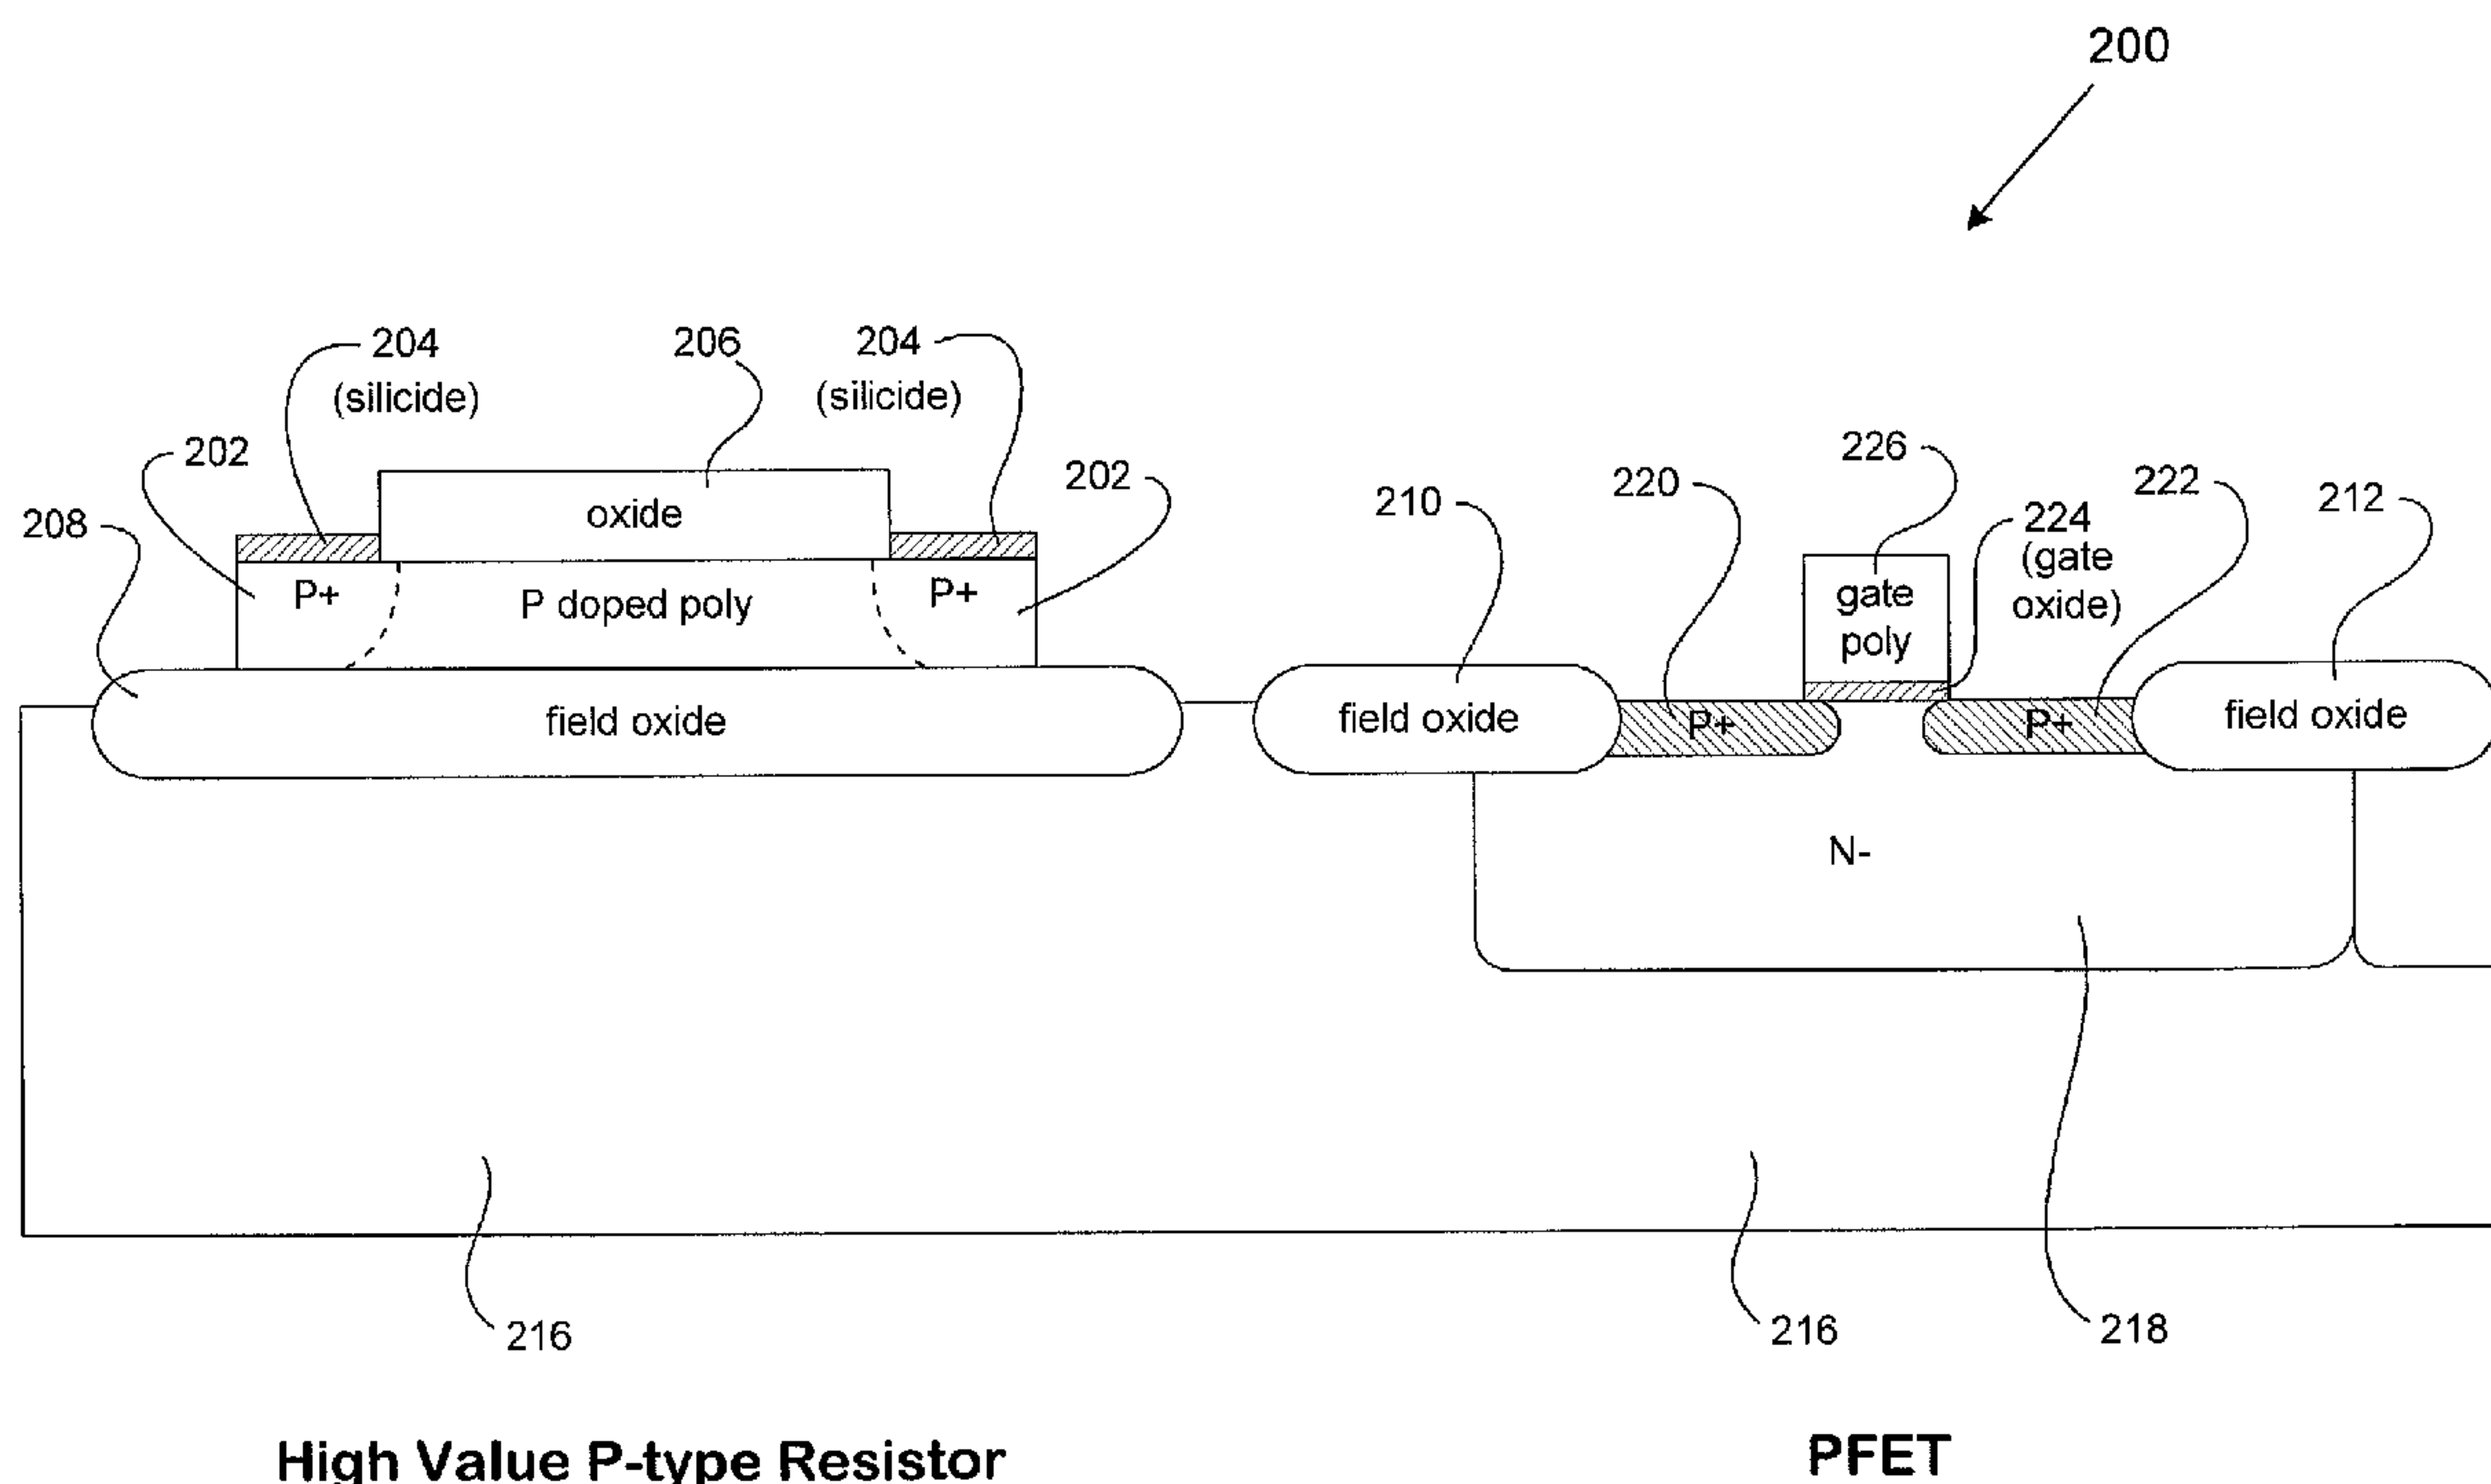 200
204
(silicide)
206
204
(silicide)
202
208
oxide
202
P+
P doped poly
P+
field oxide
210
220
226
224
(gate
oxide)
222
212
gate
poly
field oxide
P+
P+
field oxide
N-
216
216
218
High Value P-type Resistor
PFET